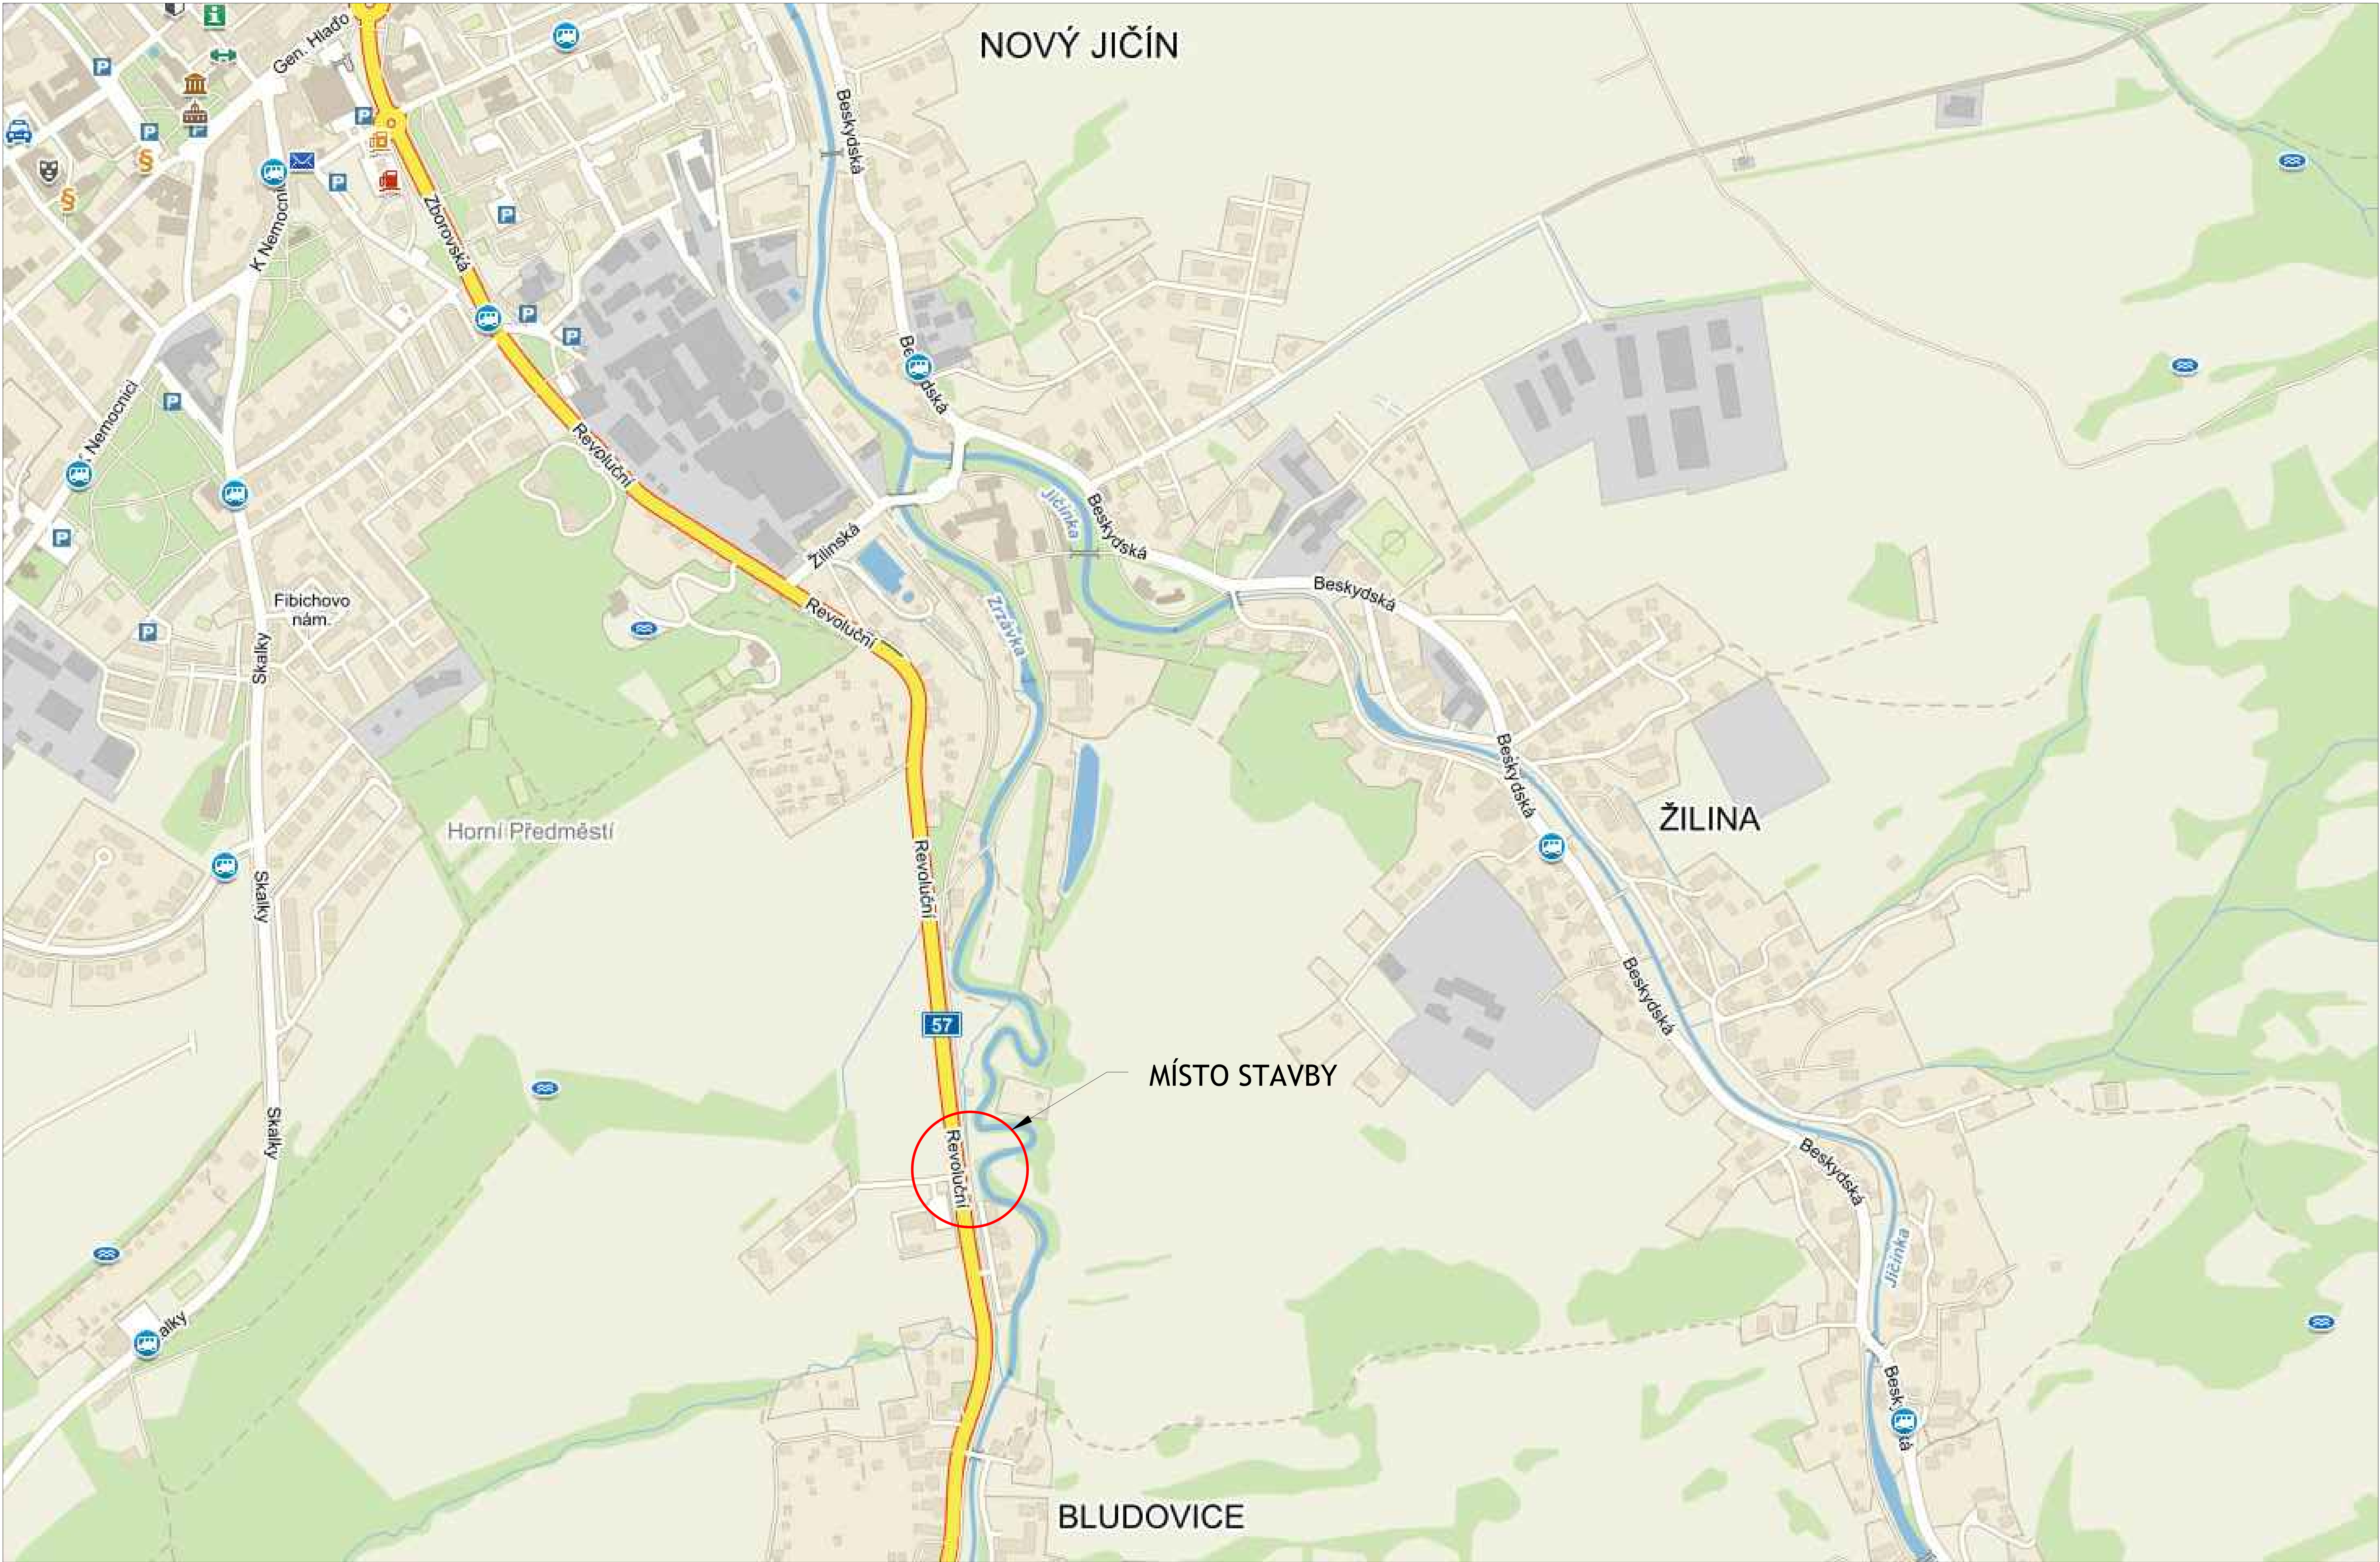 Gen. Hlaďo
NOVÝ JIČÍN
Beskydská
K Nemocni
Zborovská
Beskydská
K Nemocnici
Revoluční
Jičínka
Beskydská
Žilinská
Beskydská
Fibichovo
nám.
Revoluční
Zrzávka
Skalky
Beskydská
ŽILINA
Horní Předměstí
Revoluční
Skalky
Beskydská
57
MÍSTO STAVBY
Skalky
Revoluční
Beskydská
Jičínka
alky
BLUDOVICE